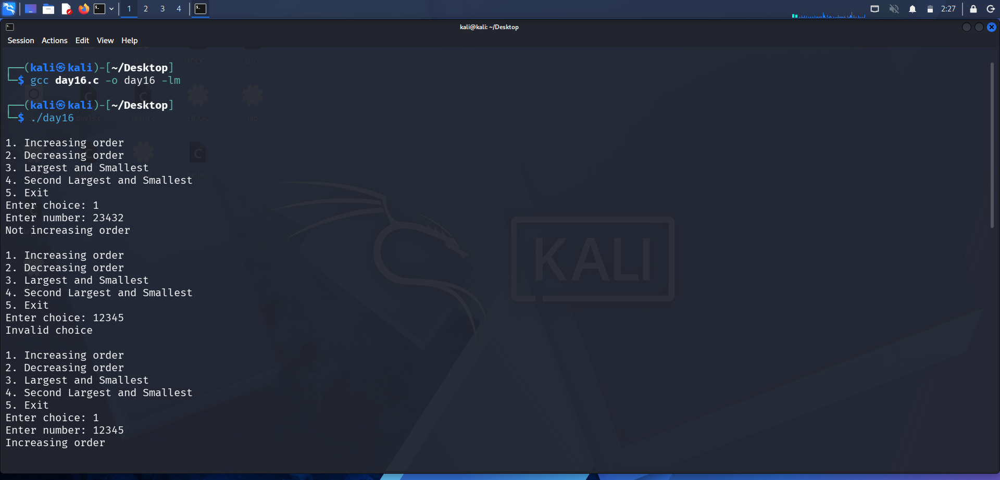 1 2 3 4 2:27
kali@kali: ~/Desktop
Session Actions Edit View Help
┌──(kali㉿kali)-[~/Desktop]
└─$ gcc day16.c -o day16 -lm
┌──(kali㉿kali)-[~/Desktop]
└─$ ./day16
1. Increasing order
2. Decreasing order
3. Largest and Smallest
4. Second Largest and Smallest
5. Exit
Enter choice: 1
Enter number: 23432
Not increasing order
1. Increasing order
2. Decreasing order
3. Largest and Smallest
4. Second Largest and Smallest
5. Exit
Enter choice: 12345
Invalid choice
1. Increasing order
2. Decreasing order
3. Largest and Smallest
4. Second Largest and Smallest
5. Exit
Enter choice: 1
Enter number: 12345
Increasing order
KALI